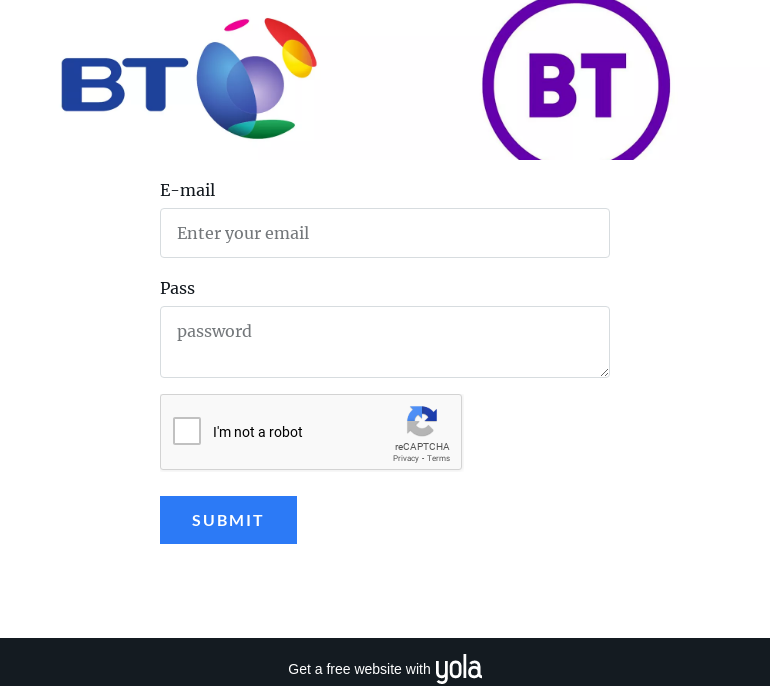 BT BT
E-mail
Enter your email
Pass
password
I'm not a robot
reCAPTCHA
Privacy - Terms
SUBMIT
Get a free website with yola